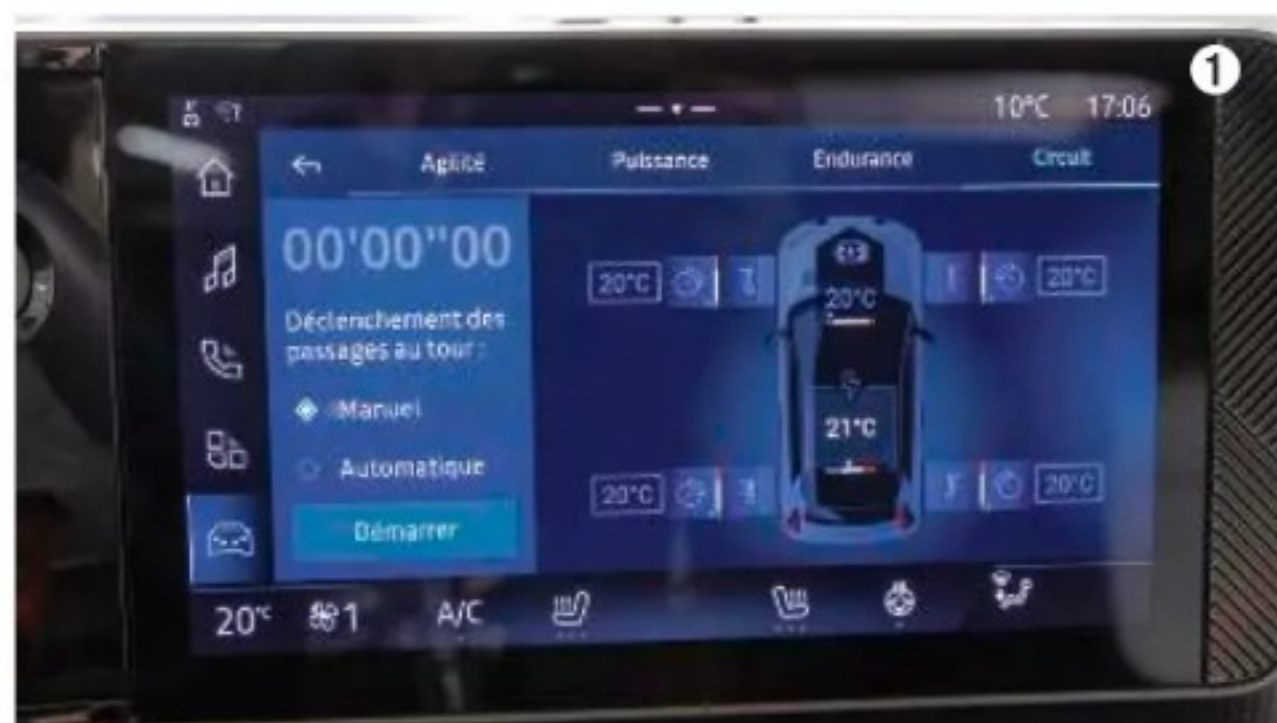 1
10°C 17:06
Agilité Puissance Endurance Circuit
00'00"00
Déclenchement des
passages au tour :
Manuel
Automatique
Démarrer
20°C 20°C
20°C
21°C
20°C 20°C
20°C 1 A/C